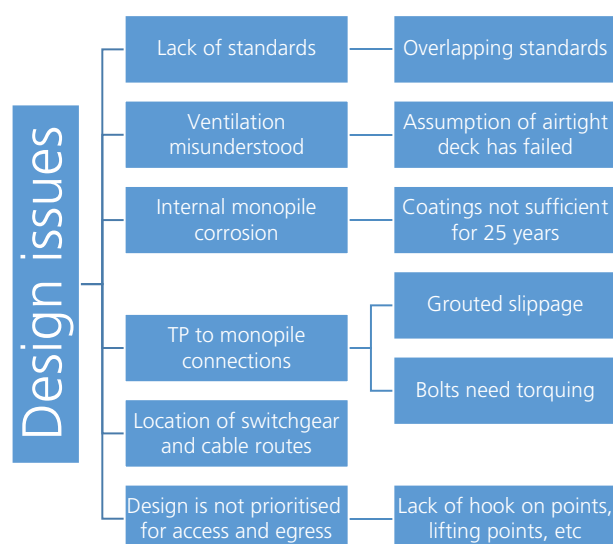 Design issues
Lack of standards
Overlapping standards
Ventilation
misunderstood
Assumption of airtight
deck has failed
Internal monopile
corrosion
Coatings not sufficient
for 25 years
TP to monopile
connections
Grouted slippage
Bolts need torquing
Location of switchgear
and cable routes
Design is not prioritised
for access and egress
Lack of hook on points,
lifting points, etc